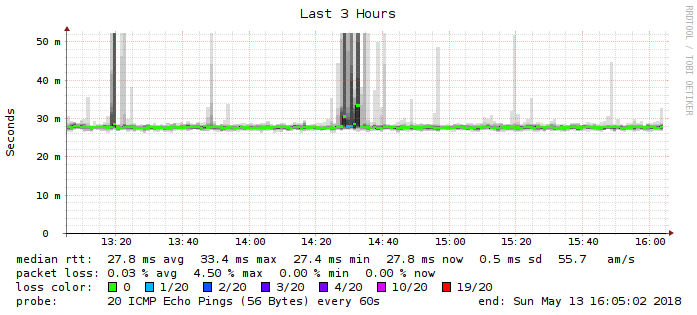 Last 3 Hours
RRDTOOL / TOBI OETIKER
Seconds
50 m
40 m
30 m
20 m
10 m
0
13:20 13:40 14:00 14:20 14:40 15:00 15:20 15:40 16:00
median rtt: 27.8 ms avg 33.4 ms max 27.4 ms min 27.8 ms now 0.5 ms sd 55.7 am/s
packet loss: 0.03 % avg 4.50 % max 0.00 % min 0.00 % now
loss color: 0 1/20 2/20 3/20 4/20 10/20 19/20
probe: 20 ICMP Echo Pings (56 Bytes) every 60s end: Sun May 13 16:05:02 2018